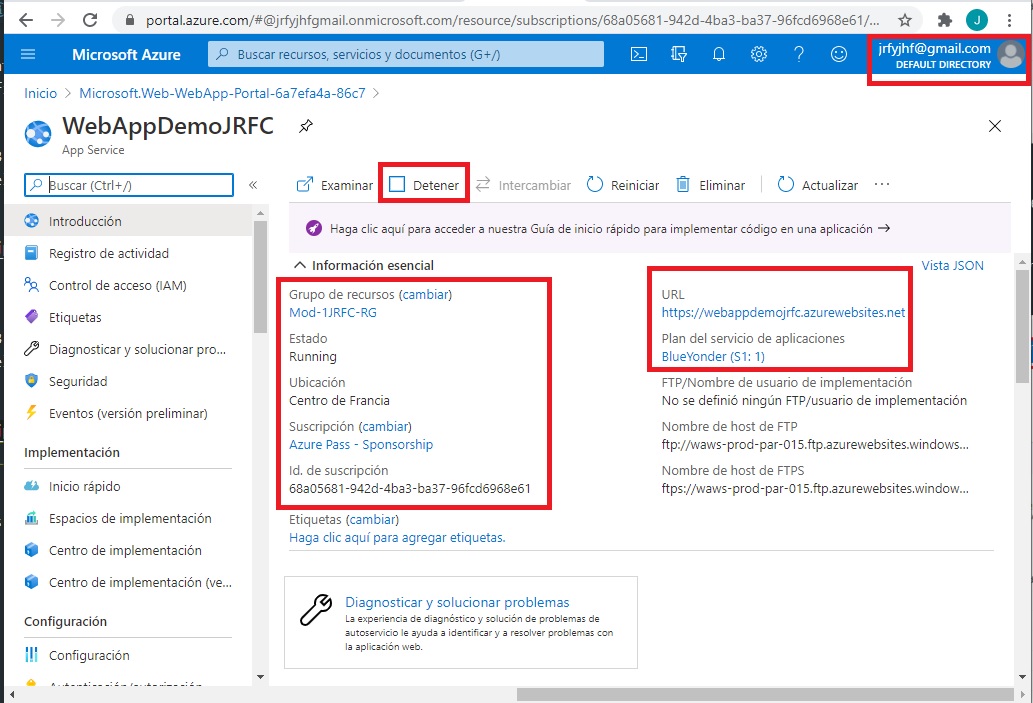 portal.azure.com/#@jrfyjhfgmail.onmicrosoft.com/resource/subscriptions/68a05681-942d-4ba3-ba37-96fcd6968e61/...
J
Microsoft Azure
Buscar recursos, servicios y documentos (G+/)
jrfyjhf@gmail.com
DEFAULT DIRECTORY
Inicio > Microsoft.Web-WebApp-Portal-6a7efa4a-86c7 >
WebAppDemoJRFC
App Service
Buscar (Ctrl+/)
«
Examinar
Detener
Intercambiar
Reiniciar
Eliminar
Actualizar
...
Introducción
Registro de actividad
Control de acceso (IAM)
Etiquetas
Diagnosticar y solucionar pro...
Seguridad
Eventos (versión preliminar)
Implementación
Inicio rápido
Espacios de implementación
Centro de implementación
Centro de implementación (ve...
Configuración
Configuración
Autenticación/autorización
Haga clic aquí para acceder a nuestra Guía de inicio rápido para implementar código en una aplicación →
Información esencial
Vista JSON
Grupo de recursos (cambiar)
Mod-1JRFC-RG
Estado
Running
Ubicación
Centro de Francia
Suscripción (cambiar)
Azure Pass - Sponsorship
Id. de suscripción
68a05681-942d-4ba3-ba37-96fcd6968e61
Etiquetas (cambiar)
Haga clic aquí para agregar etiquetas.
URL
https://webappdemojrfc.azurewebsites.net
Plan del servicio de aplicaciones
BlueYonder (S1: 1)
FTP/Nombre de usuario de implementación
No se definió ningún FTP/usuario de implementación
Nombre de host de FTP
ftp://waws-prod-par-015.ftp.azurewebsites.windows...
Nombre de host de FTPS
ftps://waws-prod-par-015.ftp.azurewebsites.window...
Diagnosticar y solucionar problemas
La experiencia de diagnóstico y solución de problemas de
autoservicio le ayuda a identificar y a resolver problemas con
la aplicación web.